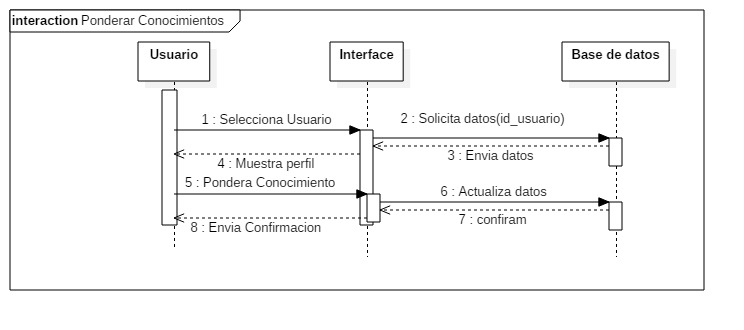 interaction Ponderar Conocimientos
Usuario
Interface
Base de datos
1 : Selecciona Usuario
2 : Solicita datos(id_usuario)
3 : Envia datos
4 : Muestra perfil
5 : Pondera Conocimiento
6 : Actualiza datos
7 : confiram
8 : Envia Confirmacion